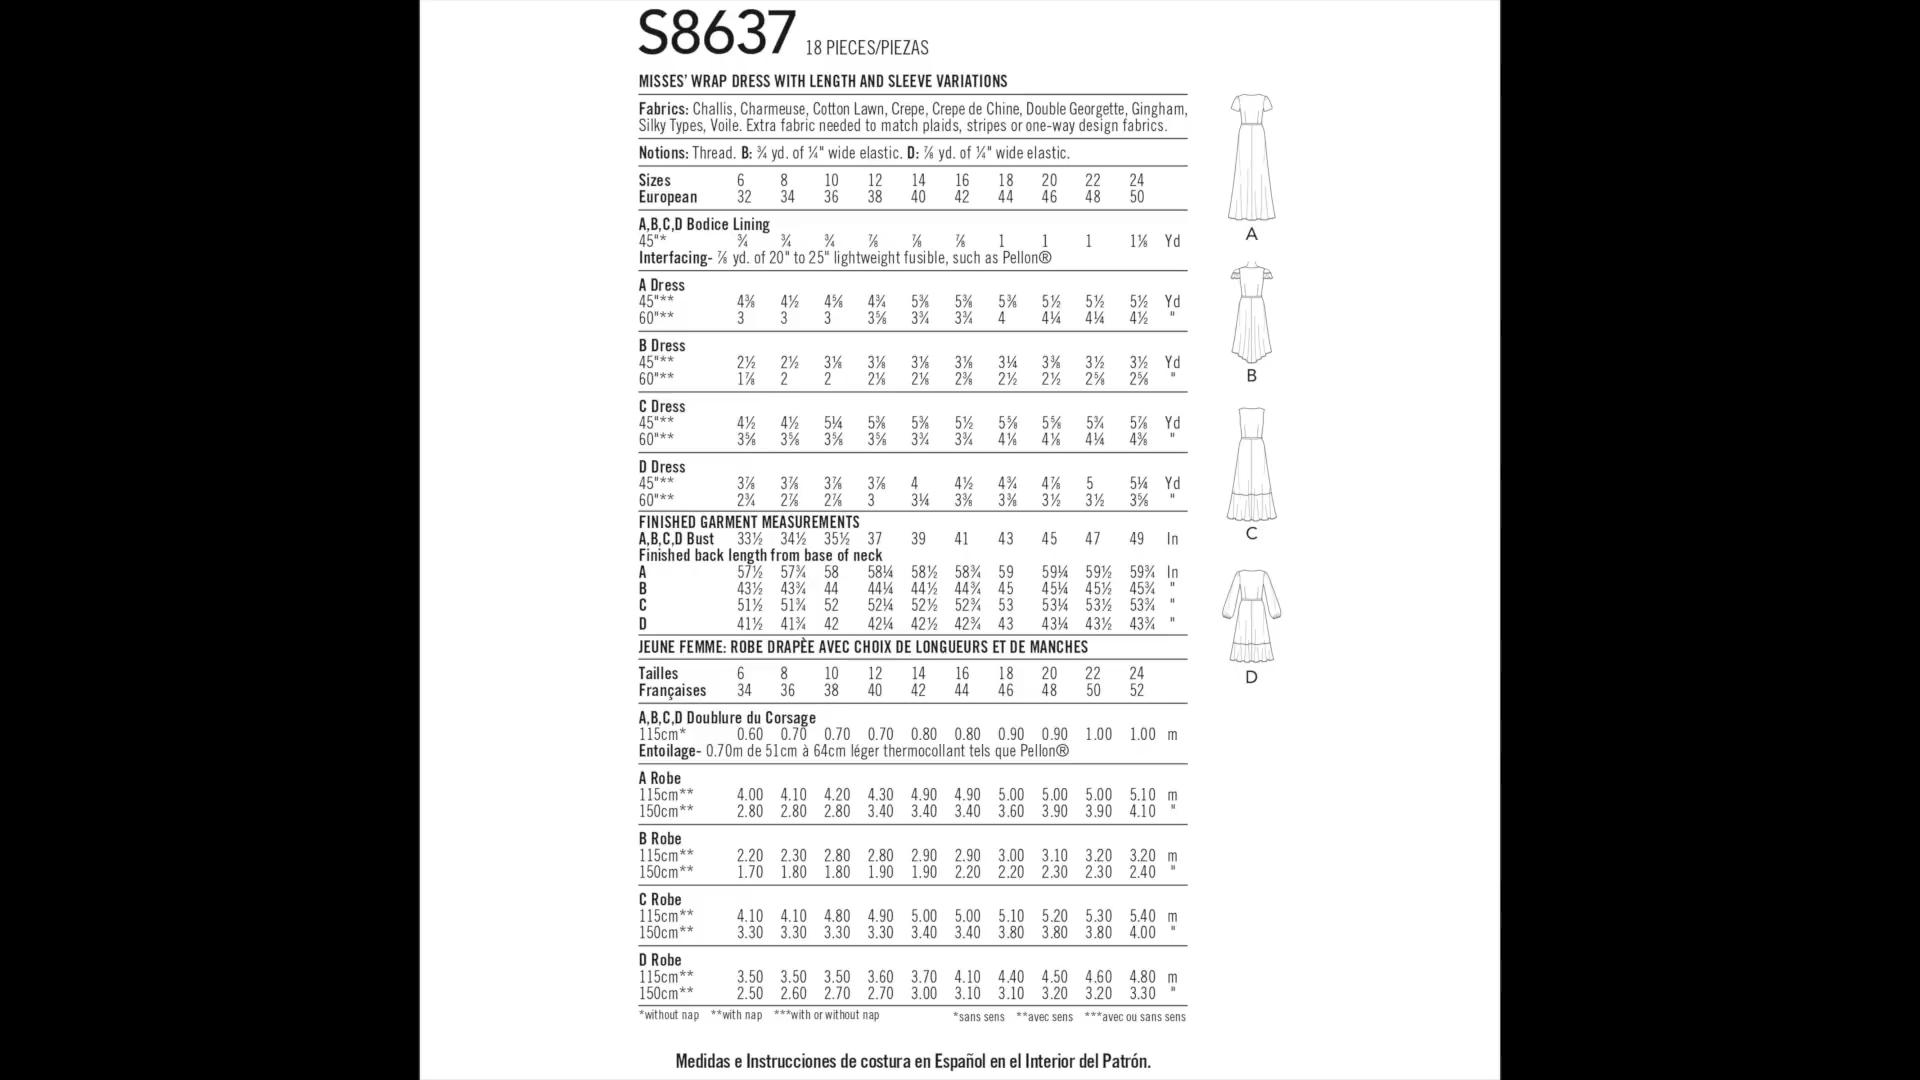 S8637 18 PIECES/PIEZAS
MISSES' WRAP DRESS WITH LENGTH AND SLEEVE VARIATIONS
Fabrics: Challis, Charmeuse, Cotton Lawn, Crepe, Crepe de Chine, Double Georgette, Gingham,
Silky Types, Voile. Extra fabric needed to match plaids, stripes or one-way design fabrics.
Notions: Thread. B: ¾ yd. of ¼" wide elastic. D: ⅞ yd. of ¼" wide elastic.
Sizes 6 8 10 12 14 16 18 20 22 24
European 32 34 36 38 40 42 44 46 48 50
A,B,C,D Bodice Lining
45"* ¾ ¾ ¾ ⅞ ⅞ ⅞ 1 1 1 1⅛ Yd
Interfacing- ⅞ yd. of 20" to 25" lightweight fusible, such as Pellon®
A Dress
45"** 4⅜ 4½ 4⅝ 4¾ 5⅜ 5⅜ 5⅜ 5½ 5½ 5½ Yd
60"** 3 3 3 3⅝ 3¾ 3¾ 4 4¼ 4¼ 4½ "
B Dress
45"** 2½ 2½ 3⅛ 3⅛ 3⅛ 3⅛ 3¼ 3⅜ 3½ 3½ Yd
60"** 1⅞ 2 2 2⅛ 2⅛ 2⅜ 2½ 2½ 2⅝ 2⅝ "
C Dress
45"** 4½ 4½ 5¼ 5⅜ 5⅜ 5½ 5⅝ 5⅝ 5¾ 5⅞ Yd
60"** 3⅝ 3⅝ 3⅝ 3⅝ 3¾ 3¾ 4⅛ 4⅛ 4¼ 4⅜ "
D Dress
45"** 3⅞ 3⅞ 3⅞ 3⅞ 4 4½ 4¾ 4⅞ 5 5¼ Yd
60"** 2¾ 2⅞ 2⅞ 3 3¼ 3⅜ 3⅜ 3½ 3½ 3⅝ "
FINISHED GARMENT MEASUREMENTS
A,B,C,D Bust 33½ 34½ 35½ 37 39 41 43 45 47 49 In
Finished back length from base of neck
A 57½ 57¾ 58 58¼ 58½ 58¾ 59 59¼ 59½ 59¾ In
B 43½ 43¾ 44 44¼ 44½ 44¾ 45 45¼ 45½ 45¾ "
C 51½ 51¾ 52 52¼ 52½ 52¾ 53 53¼ 53½ 53¾ "
D 41½ 41¾ 42 42¼ 42½ 42¾ 43 43¼ 43½ 43¾ "
JEUNE FEMME: ROBE DRAPÈE AVEC CHOIX DE LONGUEURS ET DE MANCHES
Tailles 6 8 10 12 14 16 18 20 22 24
Françaises 34 36 38 40 42 44 46 48 50 52
A,B,C,D Doublure du Corsage
115cm* 0.60 0.70 0.70 0.70 0.80 0.80 0.90 0.90 1.00 1.00 m
Entoilage- 0.70m de 51cm à 64cm léger thermocollant tels que Pellon®
A Robe
115cm** 4.00 4.10 4.20 4.30 4.90 4.90 5.00 5.00 5.00 5.10 m
150cm** 2.80 2.80 2.80 3.40 3.40 3.40 3.60 3.90 3.90 4.10 "
B Robe
115cm** 2.20 2.30 2.80 2.80 2.90 2.90 3.00 3.10 3.20 3.20 m
150cm** 1.70 1.80 1.80 1.90 1.90 2.20 2.20 2.30 2.30 2.40 "
C Robe
115cm** 4.10 4.10 4.80 4.90 5.00 5.00 5.10 5.20 5.30 5.40 m
150cm** 3.30 3.30 3.30 3.30 3.40 3.40 3.80 3.80 3.80 4.00 "
D Robe
115cm** 3.50 3.50 3.50 3.60 3.70 4.10 4.40 4.50 4.60 4.80 m
150cm** 2.50 2.60 2.70 2.70 3.00 3.10 3.10 3.20 3.20 3.30 "
*without nap **with nap ***with or without nap *sans sens **avec sens ***avec ou sans sens
Medidas e Instrucciones de costura en Español en el Interior del Patrón.
A
B
C
D